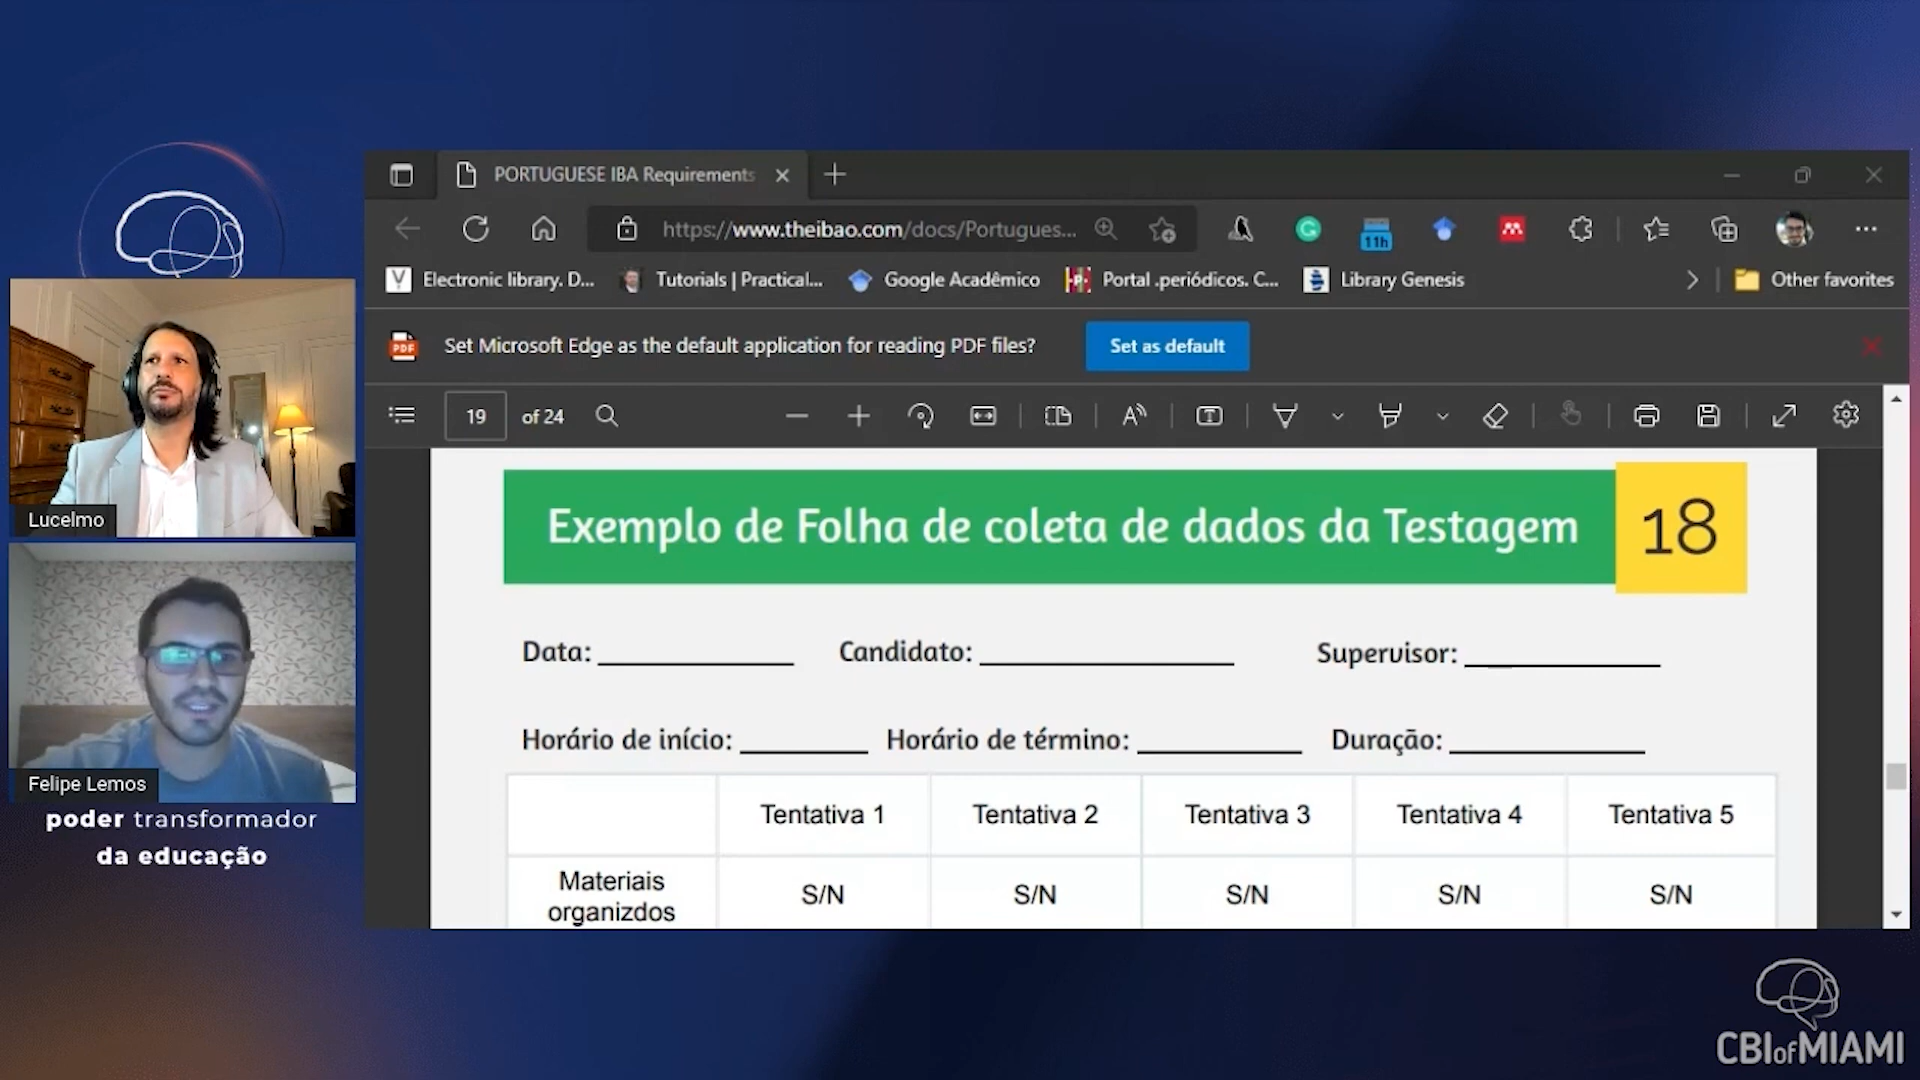 PORTUGUESE IBA Requirements
https://www.theibao.com/docs/Portugues...
11h
Electronic library. D...
Tutorials | Practical...
Google Acadêmico
Portal .periódicos. C...
Library Genesis
Other favorites
PDF
Set Microsoft Edge as the default application for reading PDF files?
Set as default
19 of 24
Exemplo de Folha de coleta de dados da Testagem
18
Data: Candidato: Supervisor:
Horário de início: Horário de término: Duração:
Tentativa 1 Tentativa 2 Tentativa 3 Tentativa 4 Tentativa 5
Materiais
organizdos
S/N S/N S/N S/N S/N
Lucelmo
Felipe Lemos
poder transformador
da educação
CBIofMIAMI